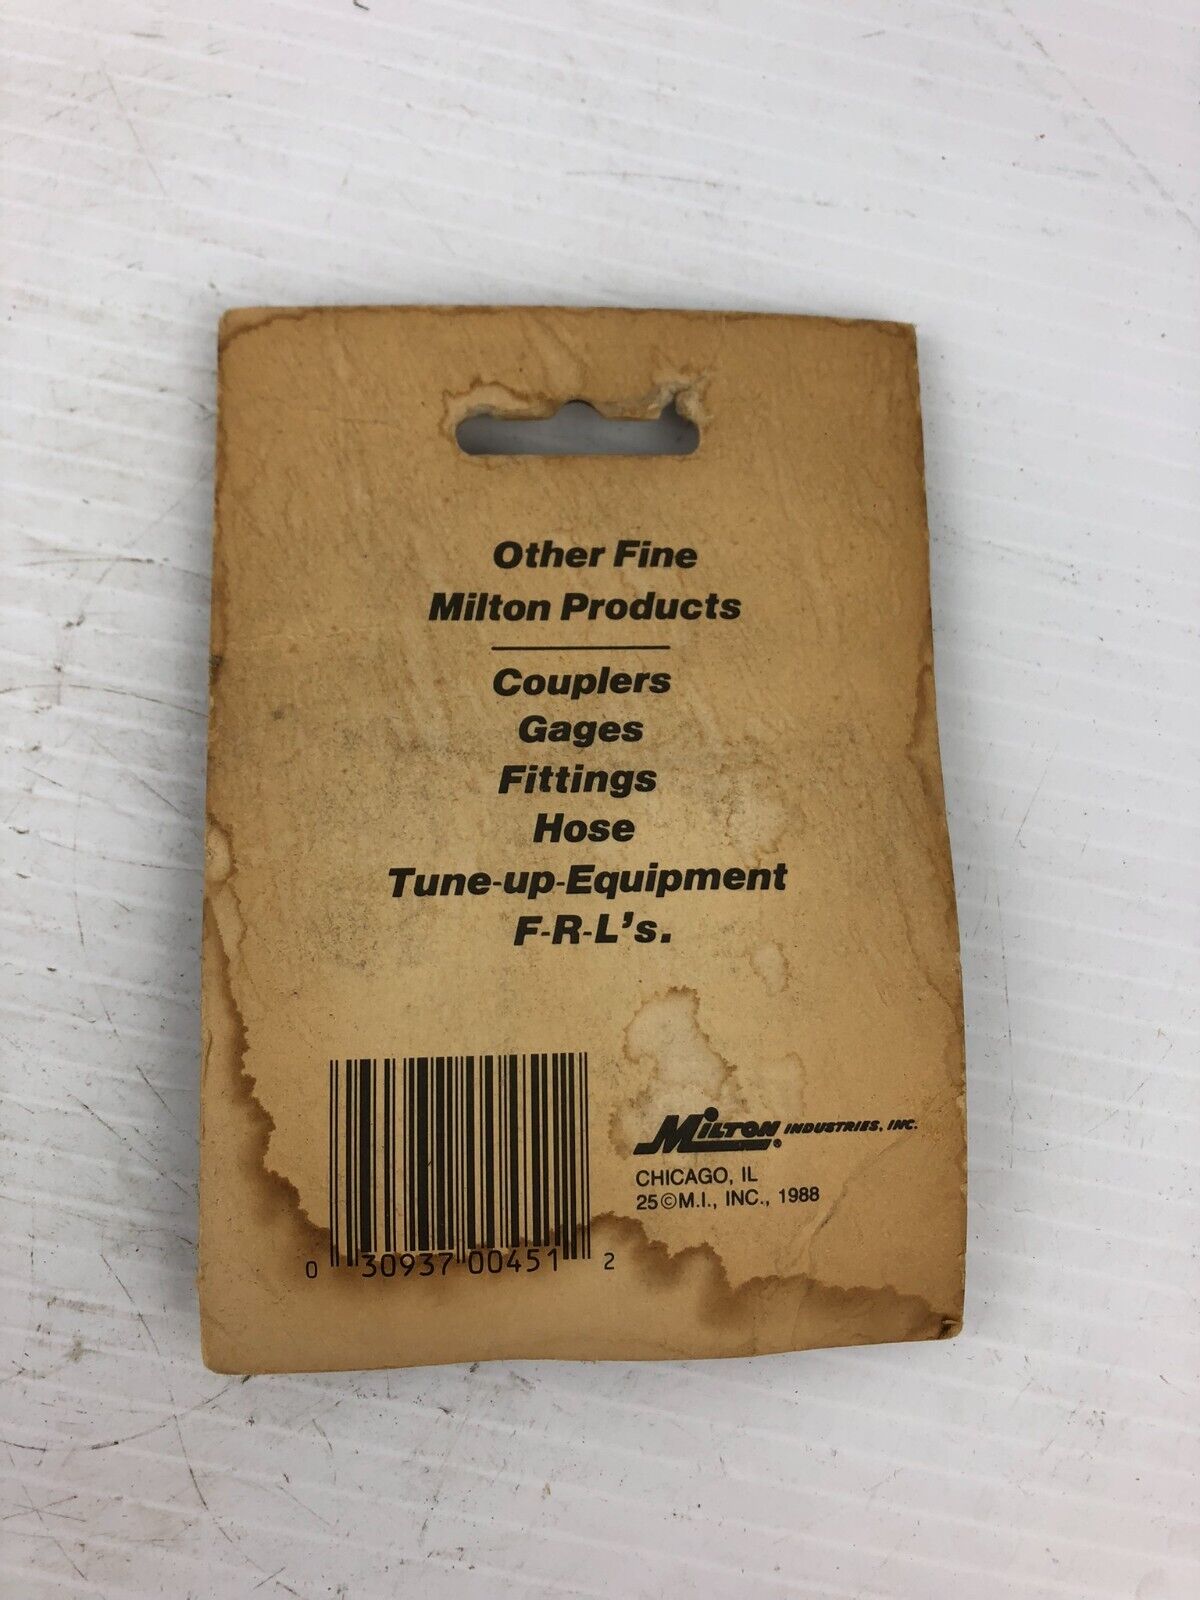 Other Fine
Milton Products
Couplers
Gages
Fittings
Hose
Tune-up-Equipment
F-R-L's.
MILTON® INDUSTRIES, INC.
CHICAGO, IL
25©M.I., INC., 1988
0 30937 00451 2